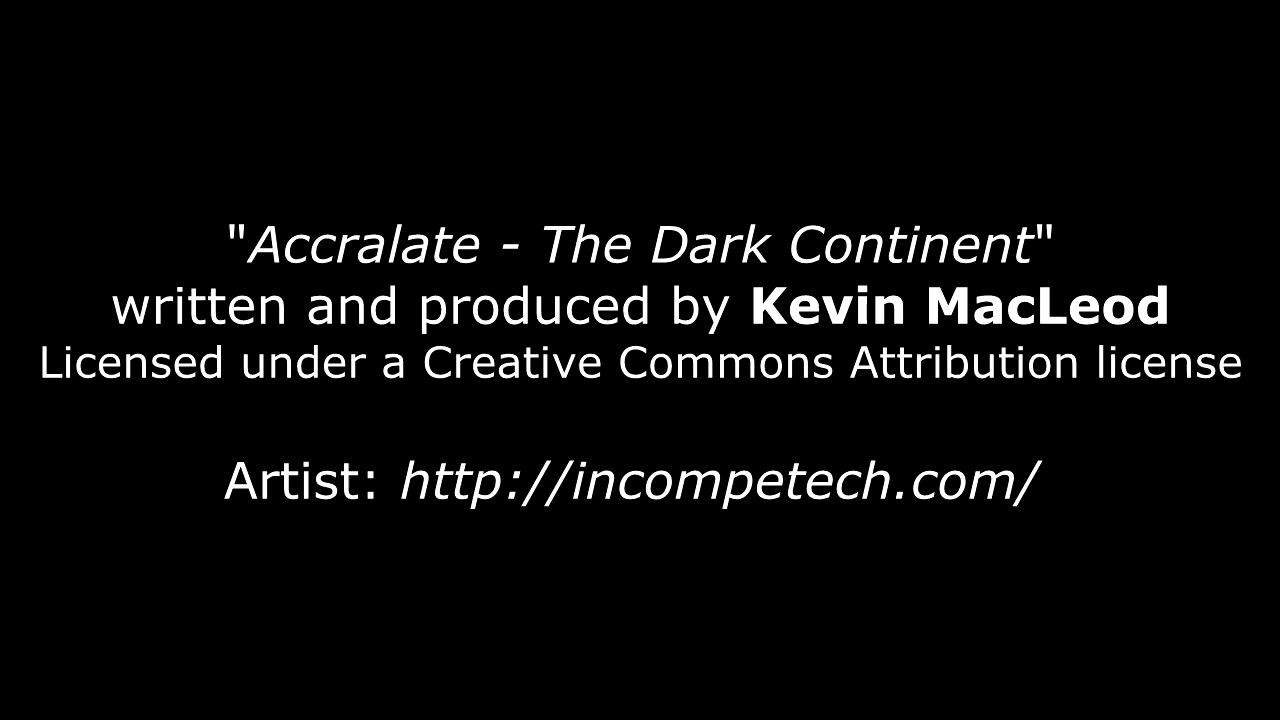 "Accralate - The Dark Continent"
written and produced by Kevin MacLeod
Licensed under a Creative Commons Attribution license
Artist: http://incompetech.com/